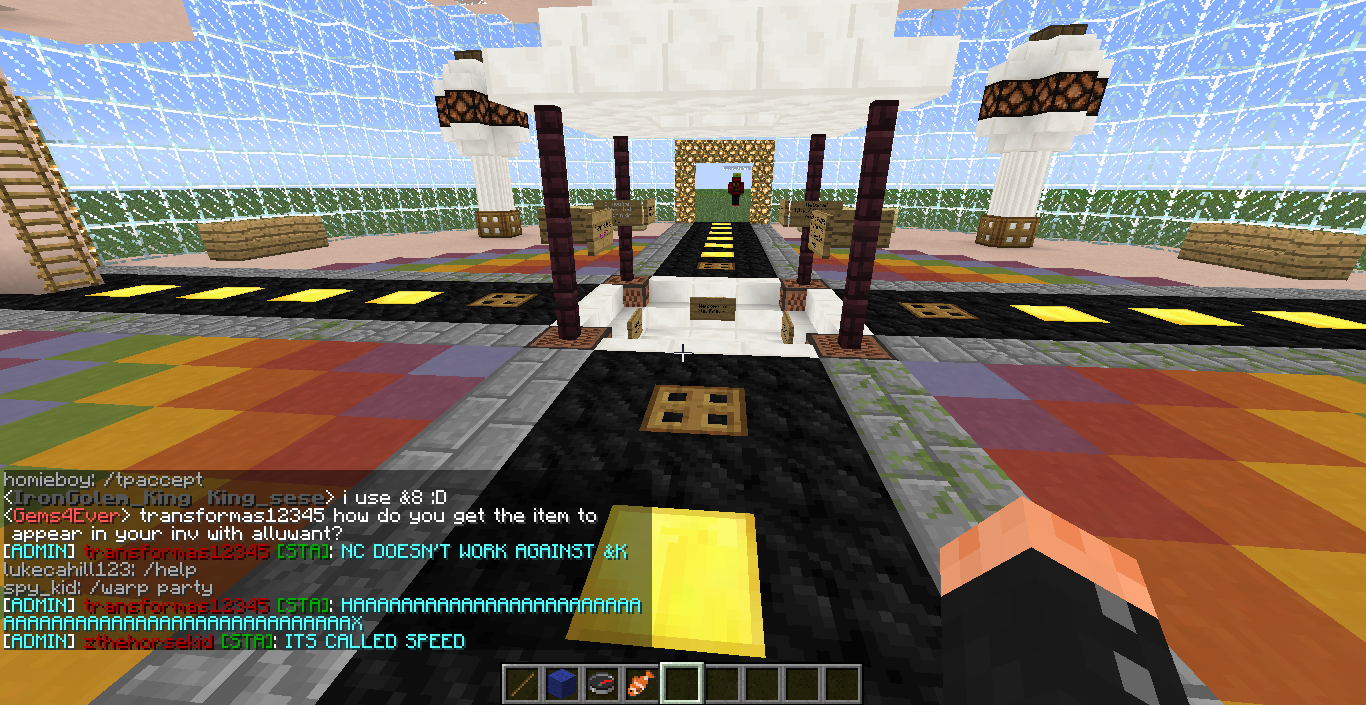 homieboy: /tpaccept
<IronGolem_King King_sese> i use &8 :D
<Gems4Ever> transformas12345 how do you get the item to
appear in your inv with alluwant?
[ADMIN] transformas12345 [STA]: NC DOESN'T WORK AGAINST &K
lukecahill123: /help
spy_kid: /warp party
[ADMIN] transformas12345 [STA]: HAAAAAAAAAAAAAAAAAAAAAAAAAA
AAAAAAAAAAAAAAAAAAAAAAAAAAAAAAX
[ADMIN] zthehorsekid [STA]: ITS CALLED SPEED